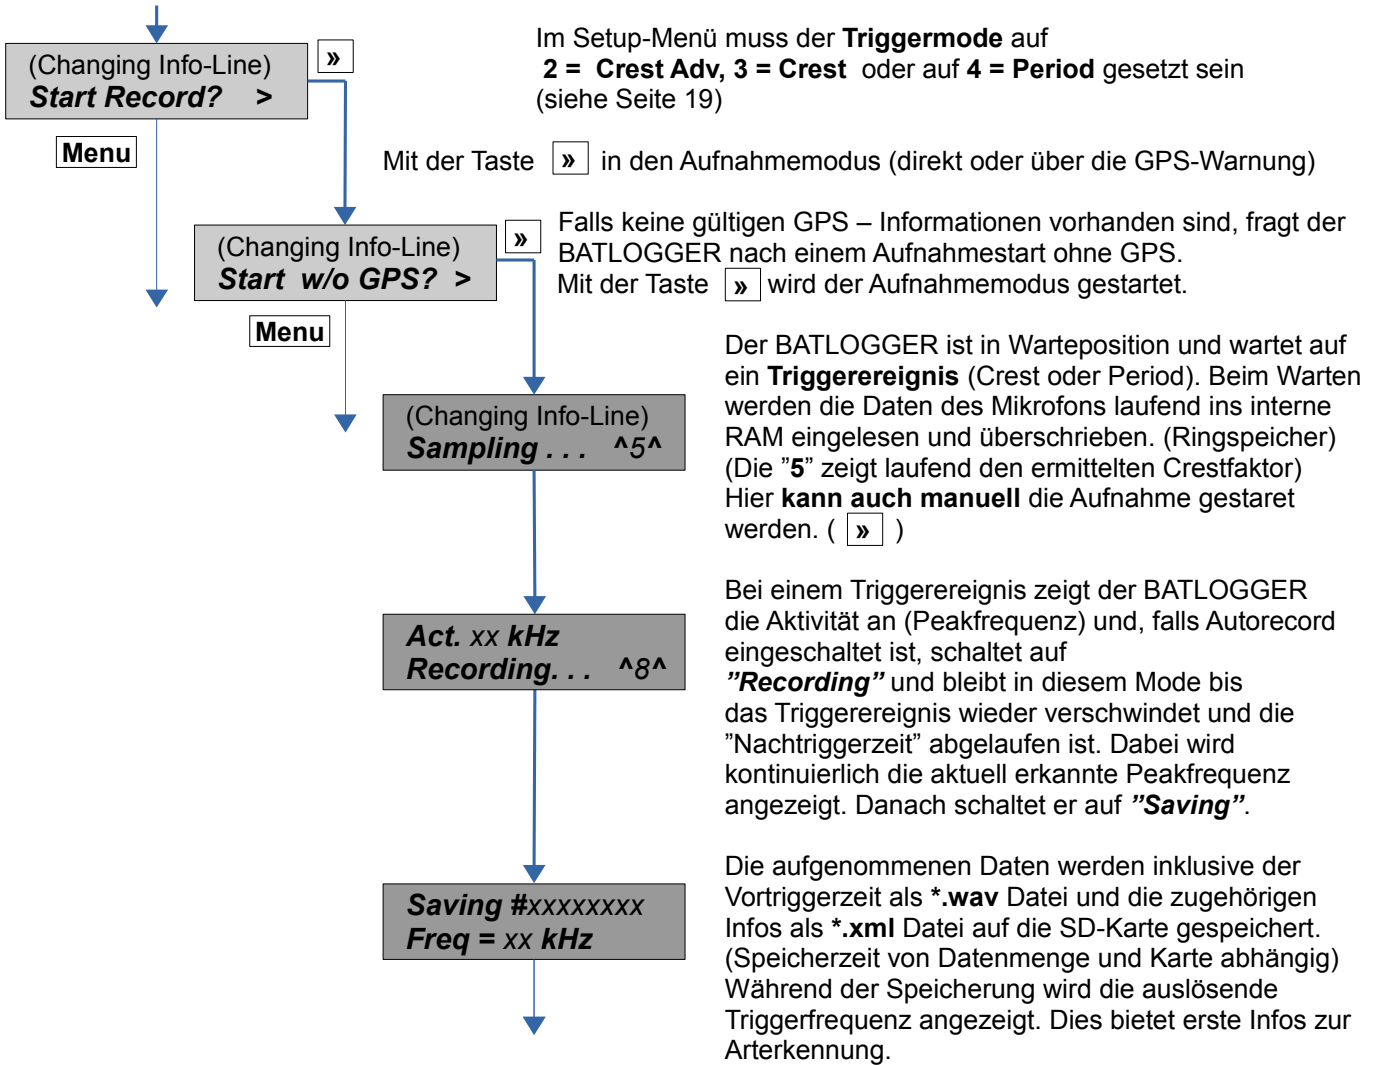 (Changing Info-Line)
Start Record? >
»
Menu
Im Setup-Menü muss der Triggermode auf
2 = Crest Adv, 3 = Crest oder auf 4 = Period gesetzt sein
(siehe Seite 19)
Mit der Taste » in den Aufnahmemodus (direkt oder über die GPS-Warnung)
(Changing Info-Line)
Start w/o GPS? >
»
Menu
Falls keine gültigen GPS – Informationen vorhanden sind, fragt der
BATLOGGER nach einem Aufnahmestart ohne GPS.
Mit der Taste » wird der Aufnahmemodus gestartet.
(Changing Info-Line)
Sampling . . . ^5^
Der BATLOGGER ist in Warteposition und wartet auf
ein Triggerereignis (Crest oder Period). Beim Warten
werden die Daten des Mikrofons laufend ins interne
RAM eingelesen und überschrieben. (Ringspeicher)
(Die ”5” zeigt laufend den ermittelten Crestfaktor)
Hier kann auch manuell die Aufnahme gestaret
werden. ( » )
Act. xx kHz
Recording. . . ^8^
Bei einem Triggerereignis zeigt der BATLOGGER
die Aktivität an (Peakfrequenz) und, falls Autorecord
eingeschaltet ist, schaltet auf
”Recording” und bleibt in diesem Mode bis
das Triggerereignis wieder verschwindet und die
”Nachtriggerzeit” abgelaufen ist. Dabei wird
kontinuierlich die aktuell erkannte Peakfrequenz
angezeigt. Danach schaltet er auf ”Saving”.
Saving #xxxxxxxx
Freq = xx kHz
Die aufgenommenen Daten werden inklusive der
Vortriggerzeit als *.wav Datei und die zugehörigen
Infos als *.xml Datei auf die SD-Karte gespeichert.
(Speicherzeit von Datenmenge und Karte abhängig)
Während der Speicherung wird die auslösende
Triggerfrequenz angezeigt. Dies bietet erste Infos zur
Arterkennung.